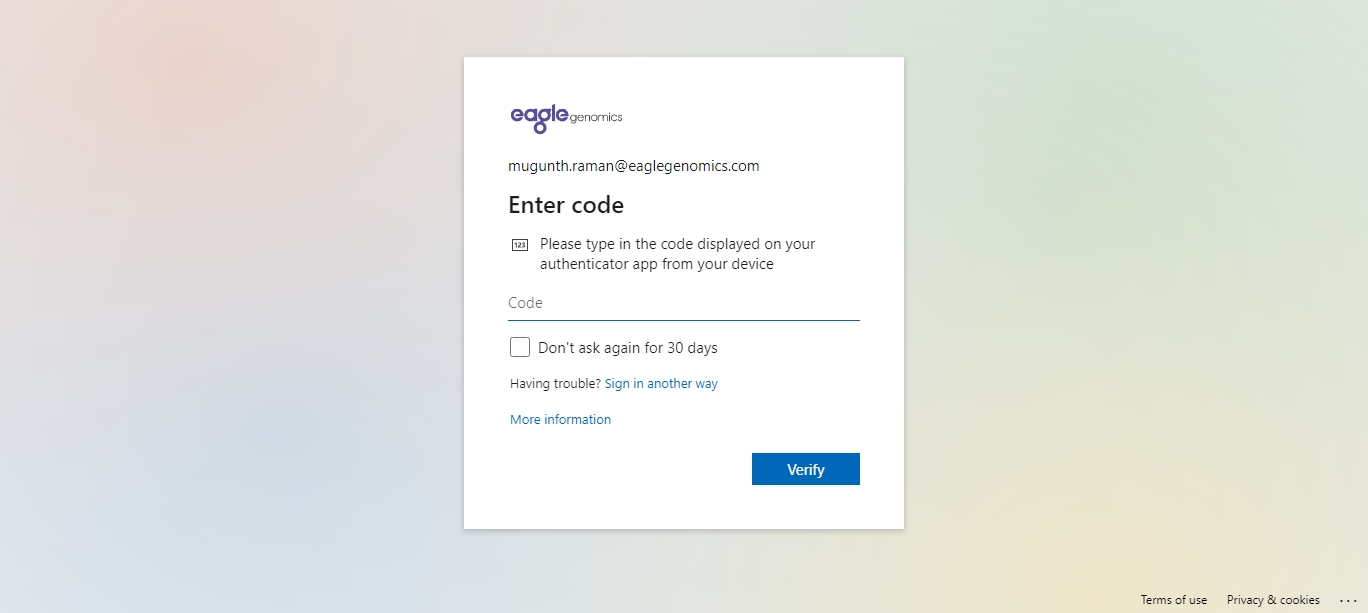 eagle genomics
mugunth.raman@eaglegenomics.com
Enter code
123
Please type in the code displayed on your
authenticator app from your device
Code
Don't ask again for 30 days
Having trouble? Sign in another way
More information
Verify
Terms of use Privacy & cookies ...